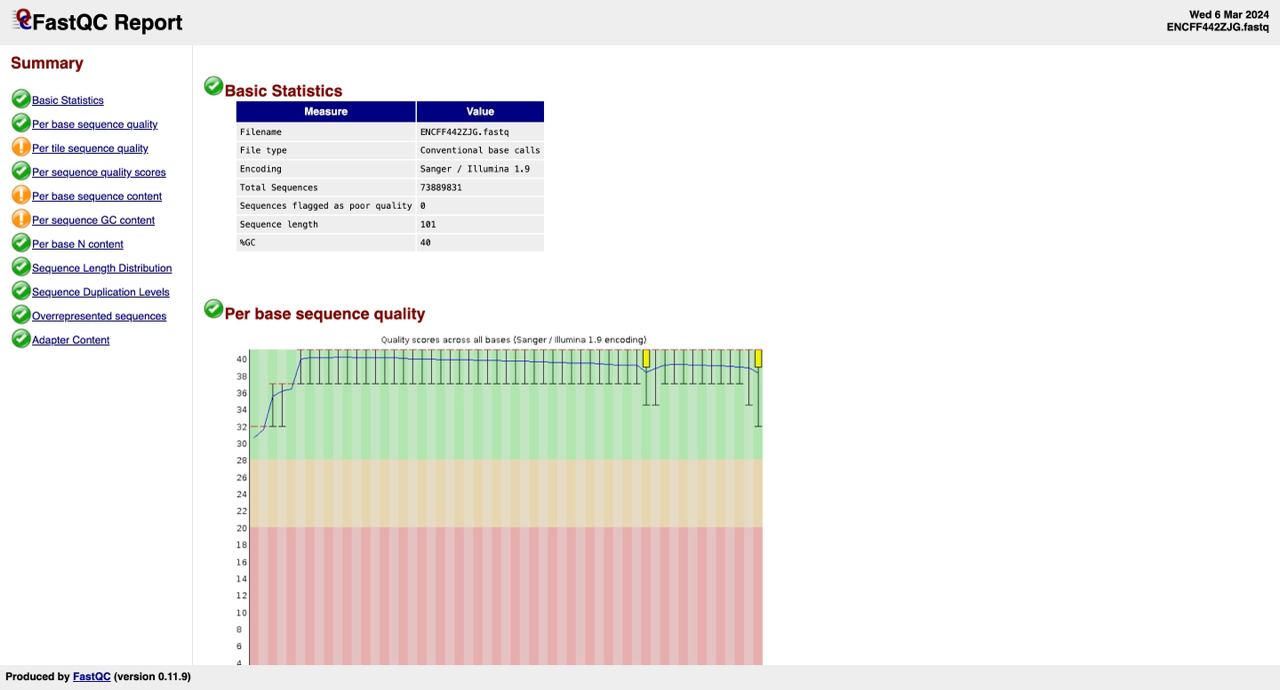 FastQC Report
Wed 6 Mar 2024
ENCFF442ZJG.fastq
Summary
Basic Statistics
Per base sequence quality
Per tile sequence quality
Per sequence quality scores
Per base sequence content
Per sequence GC content
Per base N content
Sequence Length Distribution
Sequence Duplication Levels
Overrepresented sequences
Adapter Content
Basic Statistics
Measure Value
Filename ENCFF442ZJG.fastq
File type Conventional base calls
Encoding Sanger / Illumina 1.9
Total Sequences 73889831
Sequences flagged as poor quality 0
Sequence length 101
%GC 40
Per base sequence quality
Quality scores across all bases (Sanger / Illumina 1.9 encoding)
40
38
36
34
32
30
28
26
24
22
20
18
16
14
12
10
8
6
4
Produced by FastQC (version 0.11.9)